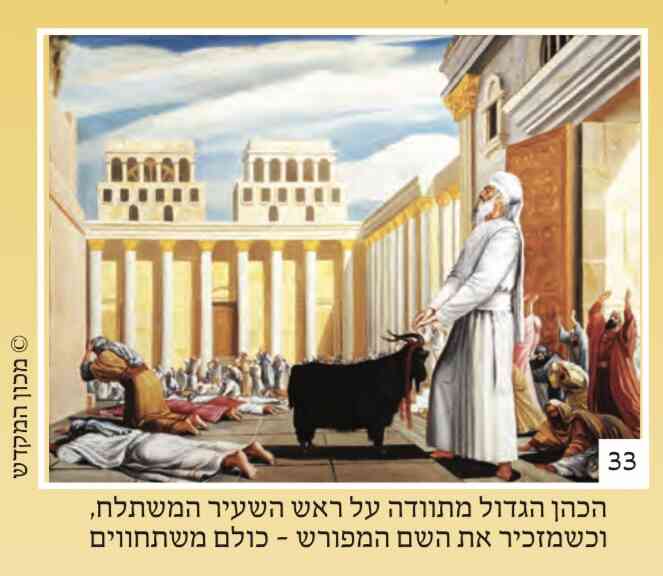 33
הכהן הגדול מתוודה על ראש השעיר המשתלח,
וכשמזכיר את השם המפורש - כולם משתחווים
© מכון המקדש